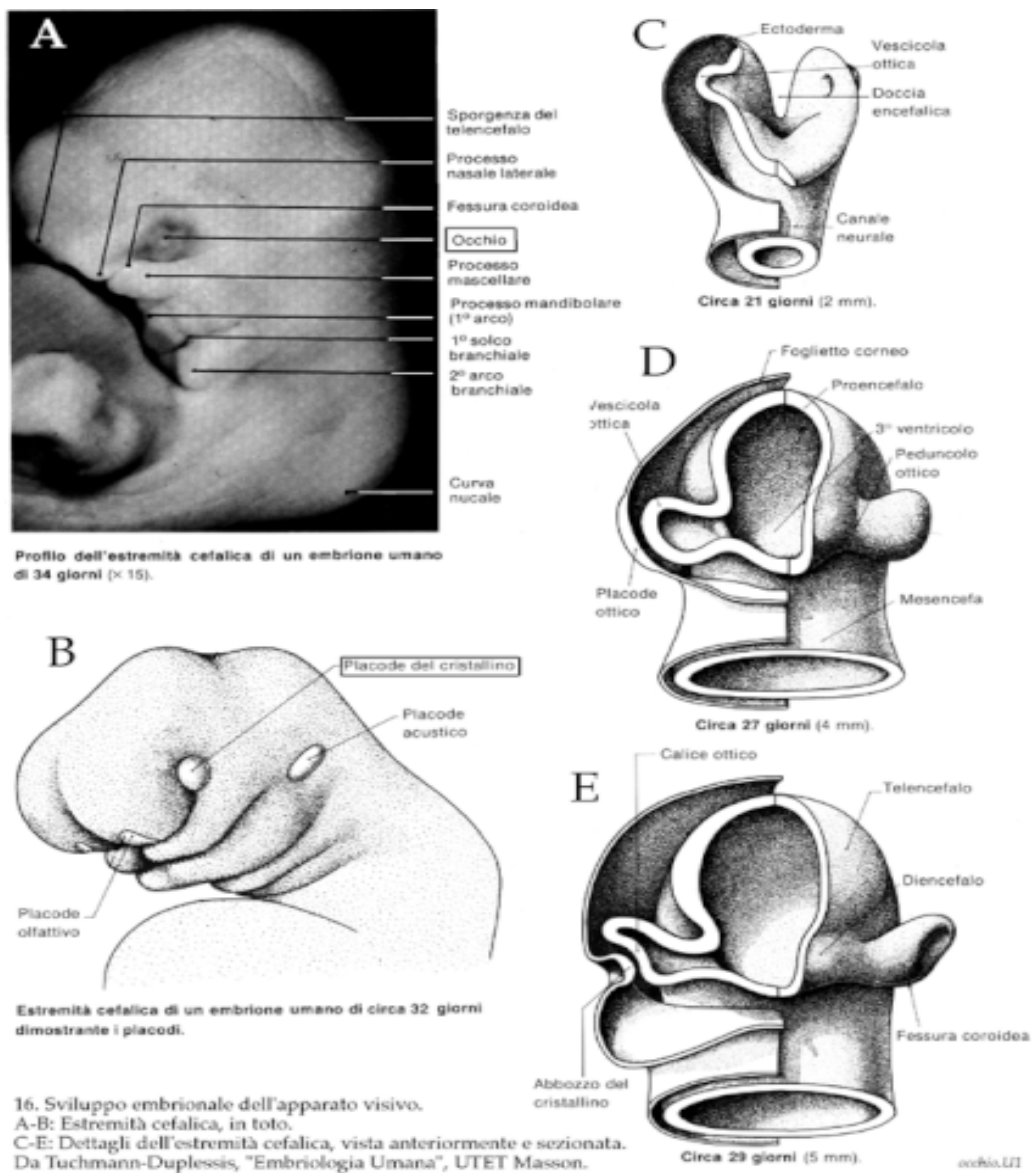 A
Sporgenza del
telencefalo
Processo
nasale laterale
Fessura coroidea
Occhio
Processo
mascellare
Processo mandibolare
(1º arco)
1º solco
branchiale
2º arco
branchiale
Curva
nucale
Profilo dell'estremità cefalica di un embrione umano
di 34 giorni (× 15).
B
Placode del cristallino
Placode
acustico
Placode
olfattivo
Estremità cefalica di un embrione umano di circa 32 giorni
dimostrante i placodi.
16. Sviluppo embrionale dell'apparato visivo.
A-B: Estremità cefalica, in toto.
C-E: Dettagli dell'estremità cefalica, vista anteriormente e sezionata.
Da Tuchmann-Duplessis, "Embriologia Umana", UTET Masson.
C
Ectoderma
Vescicola
ottica
Doccia
encefalica
Canale
neurale
Circa 21 giorni (2 mm).
D
Foglietto corneo
Proencefalo
Vescicola
ottica
3º ventricolo
Peduncolo
ottico
Placode
ottico
Mesencefa
Circa 27 giorni (4 mm).
E
Calice ottico
Telencefalo
Diencefalo
Fessura coroidea
Abbozzo del
cristallino
Circa 29 giorni (5 mm).